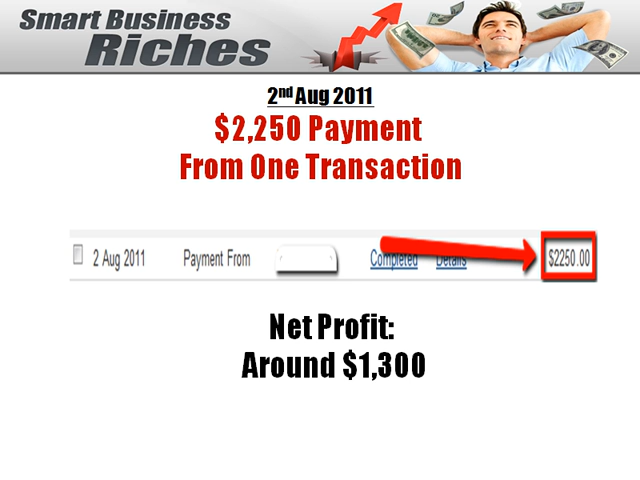 Smart Business
Riches
2nd Aug 2011
$2,250 Payment
From One Transaction
2 Aug 2011 Payment From Completed Details $2250.00
Net Profit:
Around $1,300